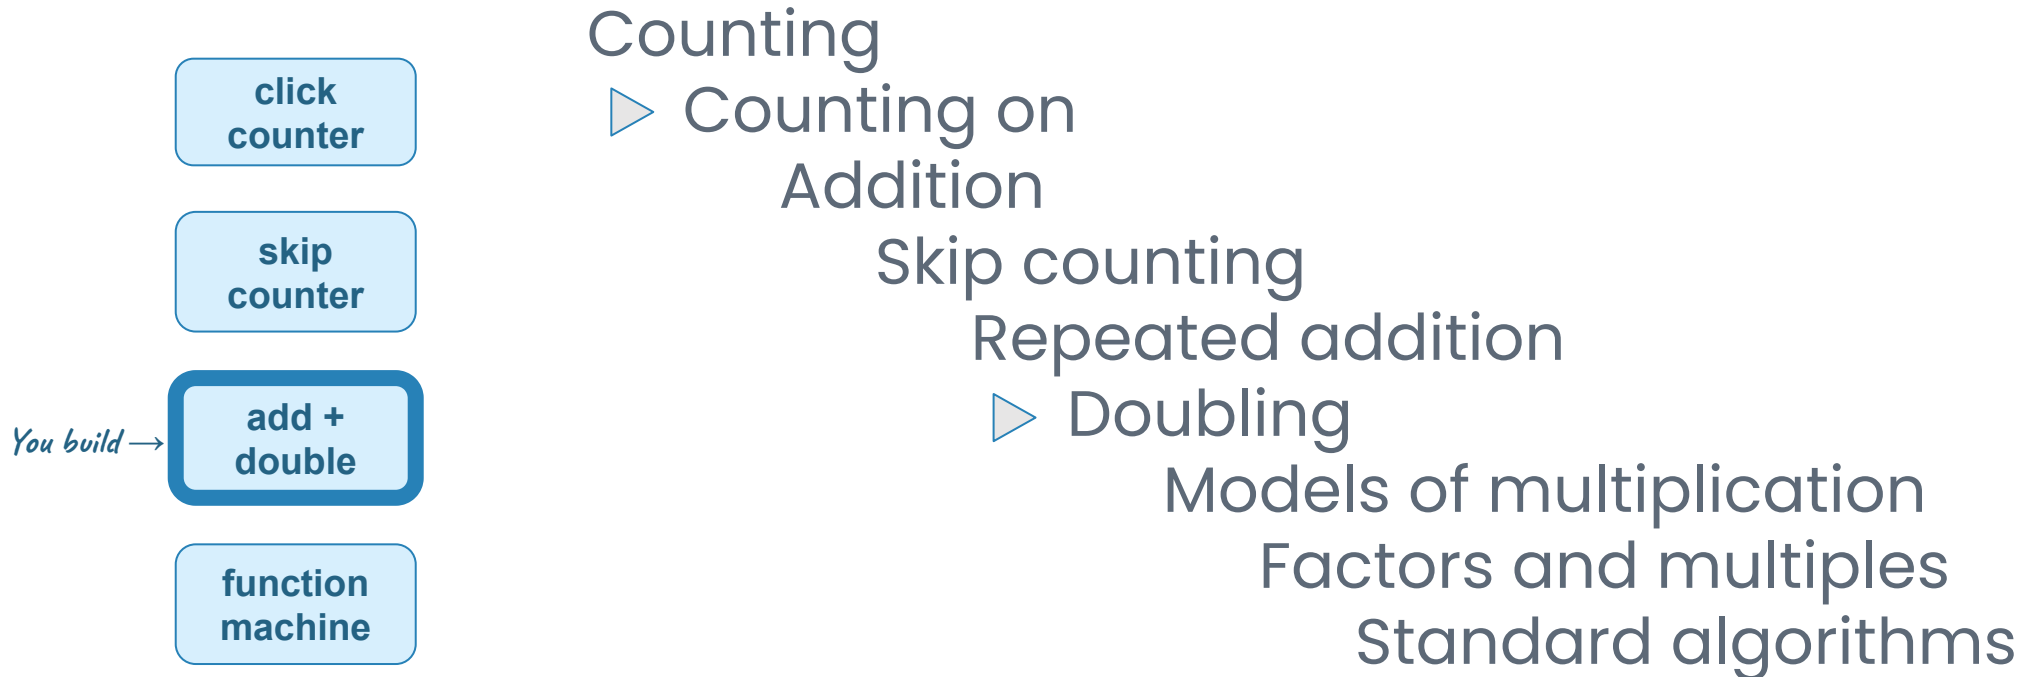 click
counter
skip
counter
You build →
add +
double
function
machine
Counting
Counting on
Addition
Skip counting
Repeated addition
Doubling
Models of multiplication
Factors and multiples
Standard algorithms